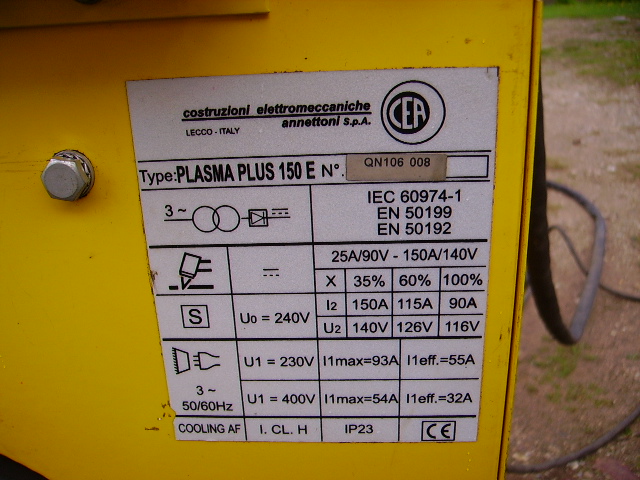 costruzioni elettromeccaniche
annettoni S.p.A.
LECCO - ITALY
CEA
Type: PLASMA PLUS 150 E N°. QN106 008
3~
IEC 60974-1
EN 50199
EN 50192
25A/90V - 150A/140V
X 35% 60% 100%
S U0 = 240V I2 150A 115A 90A
U2 140V 126V 116V
U1 = 230V I1max=93A I1eff.=55A
3 ~
50/60Hz U1 = 400V I1max=54A I1eff.=32A
COOLING AF I. CL. H IP23 CE